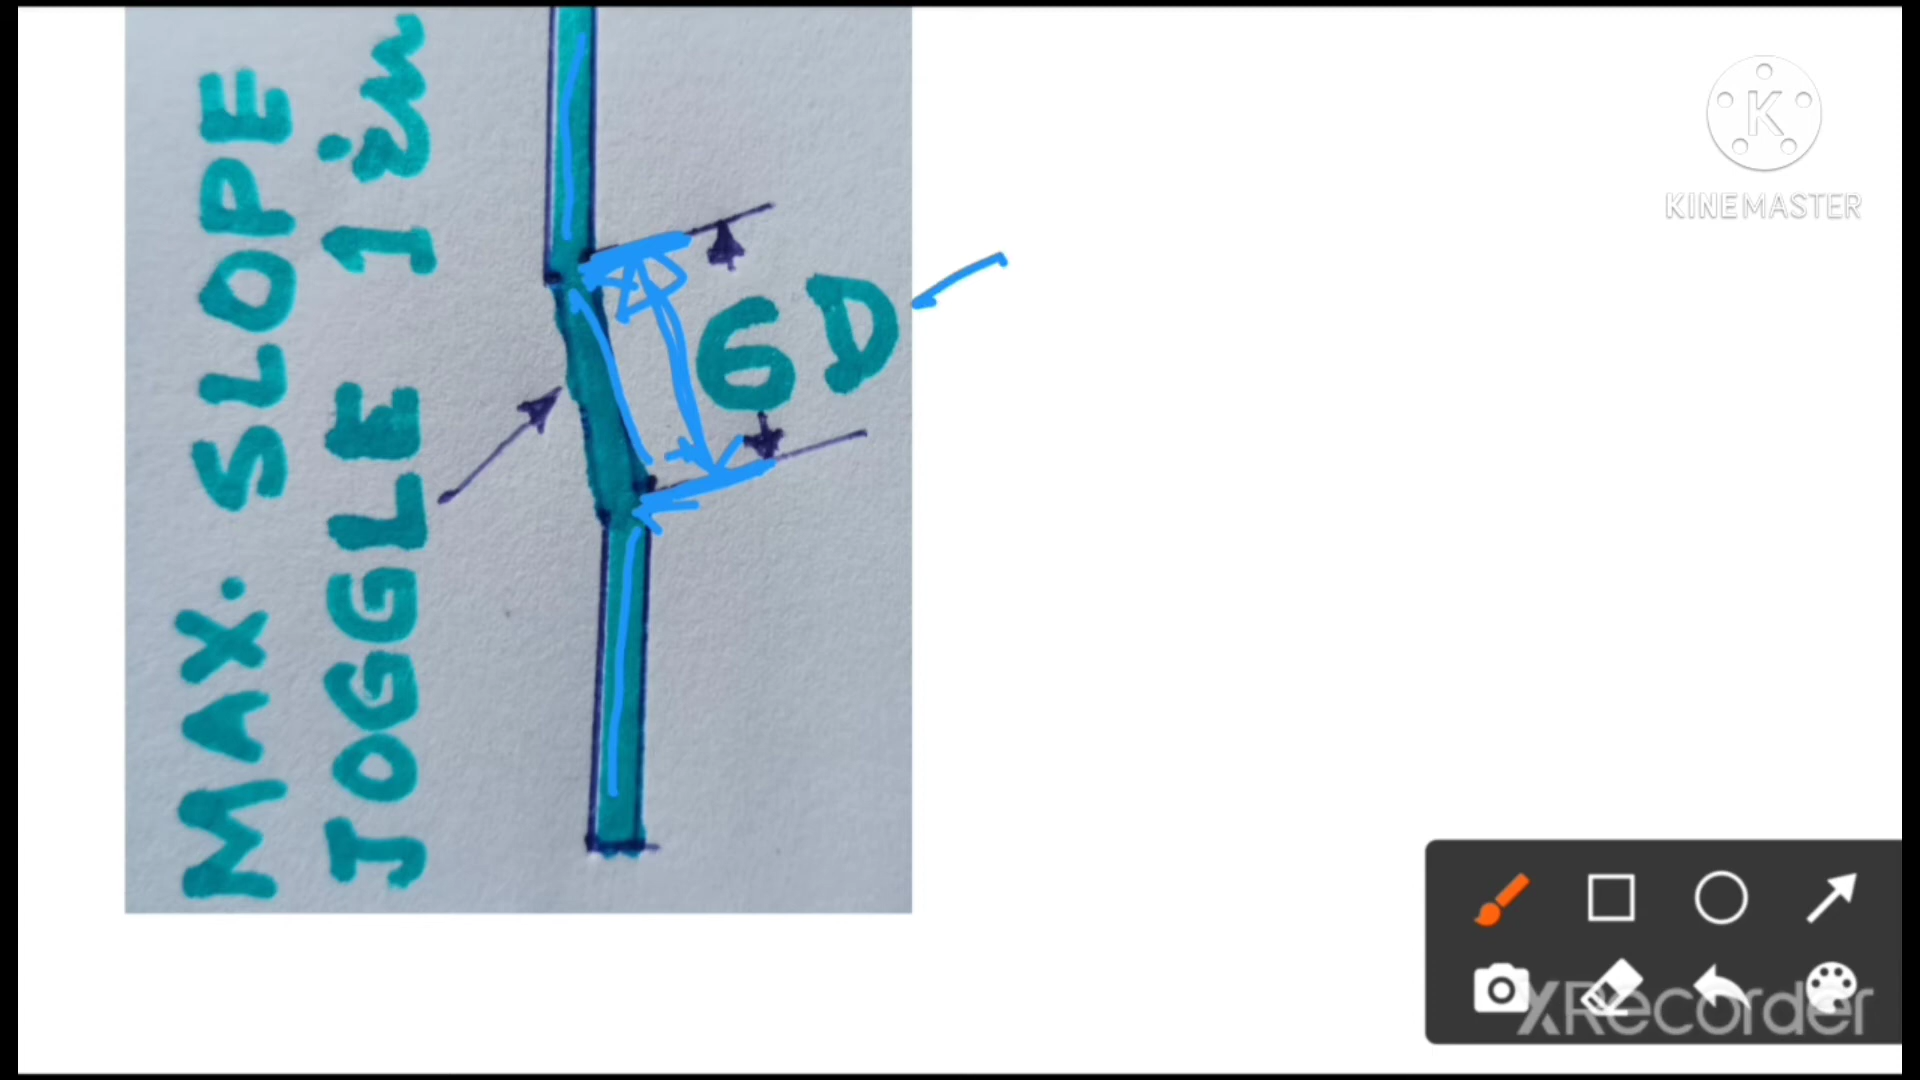 MAX. SLOPE
JOGGLE 1 in
6D
K
KINEMASTER
XRecorder